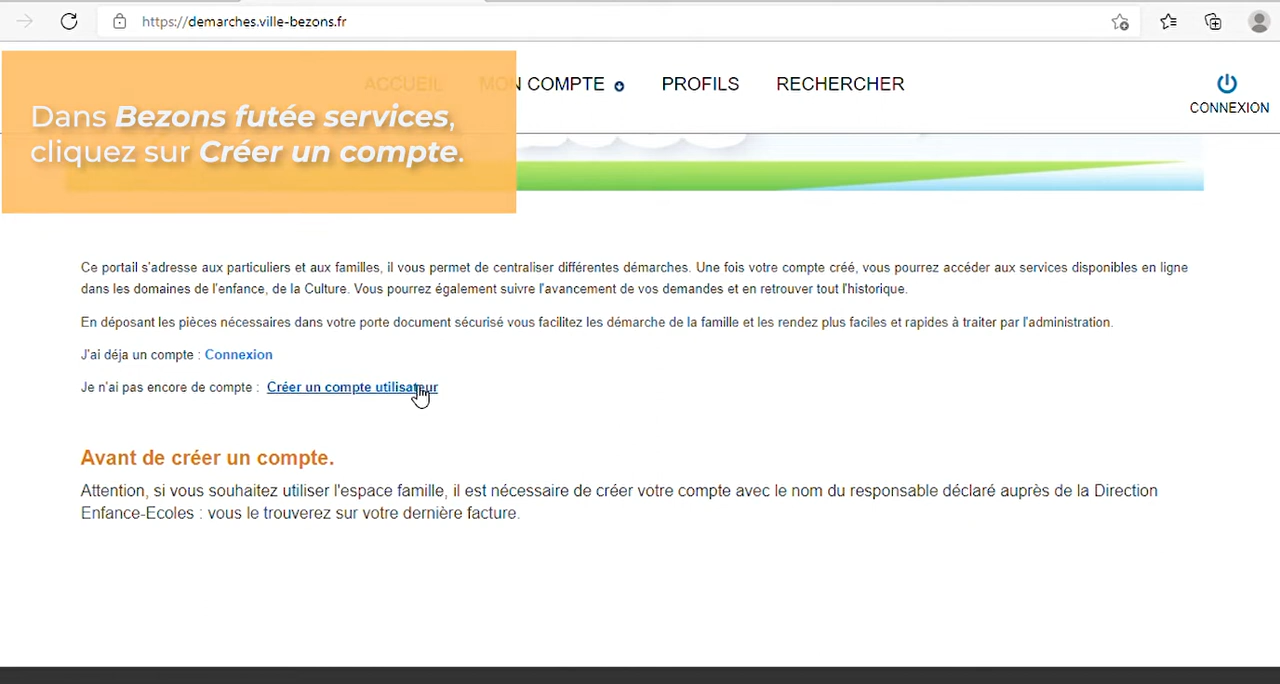 https://demarches.ville-bezons.fr
ACCUEIL MON COMPTE PROFILS RECHERCHER
CONNEXION
Dans Bezons futée services,
cliquez sur Créer un compte.
Ce portail s'adresse aux particuliers et aux familles, il vous permet de centraliser différentes démarches. Une fois votre compte créé, vous pourrez accéder aux services disponibles en ligne
dans les domaines de l'enfance, de la Culture. Vous pourrez également suivre l'avancement de vos demandes et en retrouver tout l'historique.
En déposant les pièces nécessaires dans votre porte document sécurisé vous facilitez les démarche de la famille et les rendez plus faciles et rapides à traiter par l'administration.
J'ai déja un compte : Connexion
Je n'ai pas encore de compte : Créer un compte utilisateur
Avant de créer un compte.
Attention, si vous souhaitez utiliser l'espace famille, il est nécessaire de créer votre compte avec le nom du responsable déclaré auprès de la Direction
Enfance-Ecoles : vous le trouverez sur votre dernière facture.